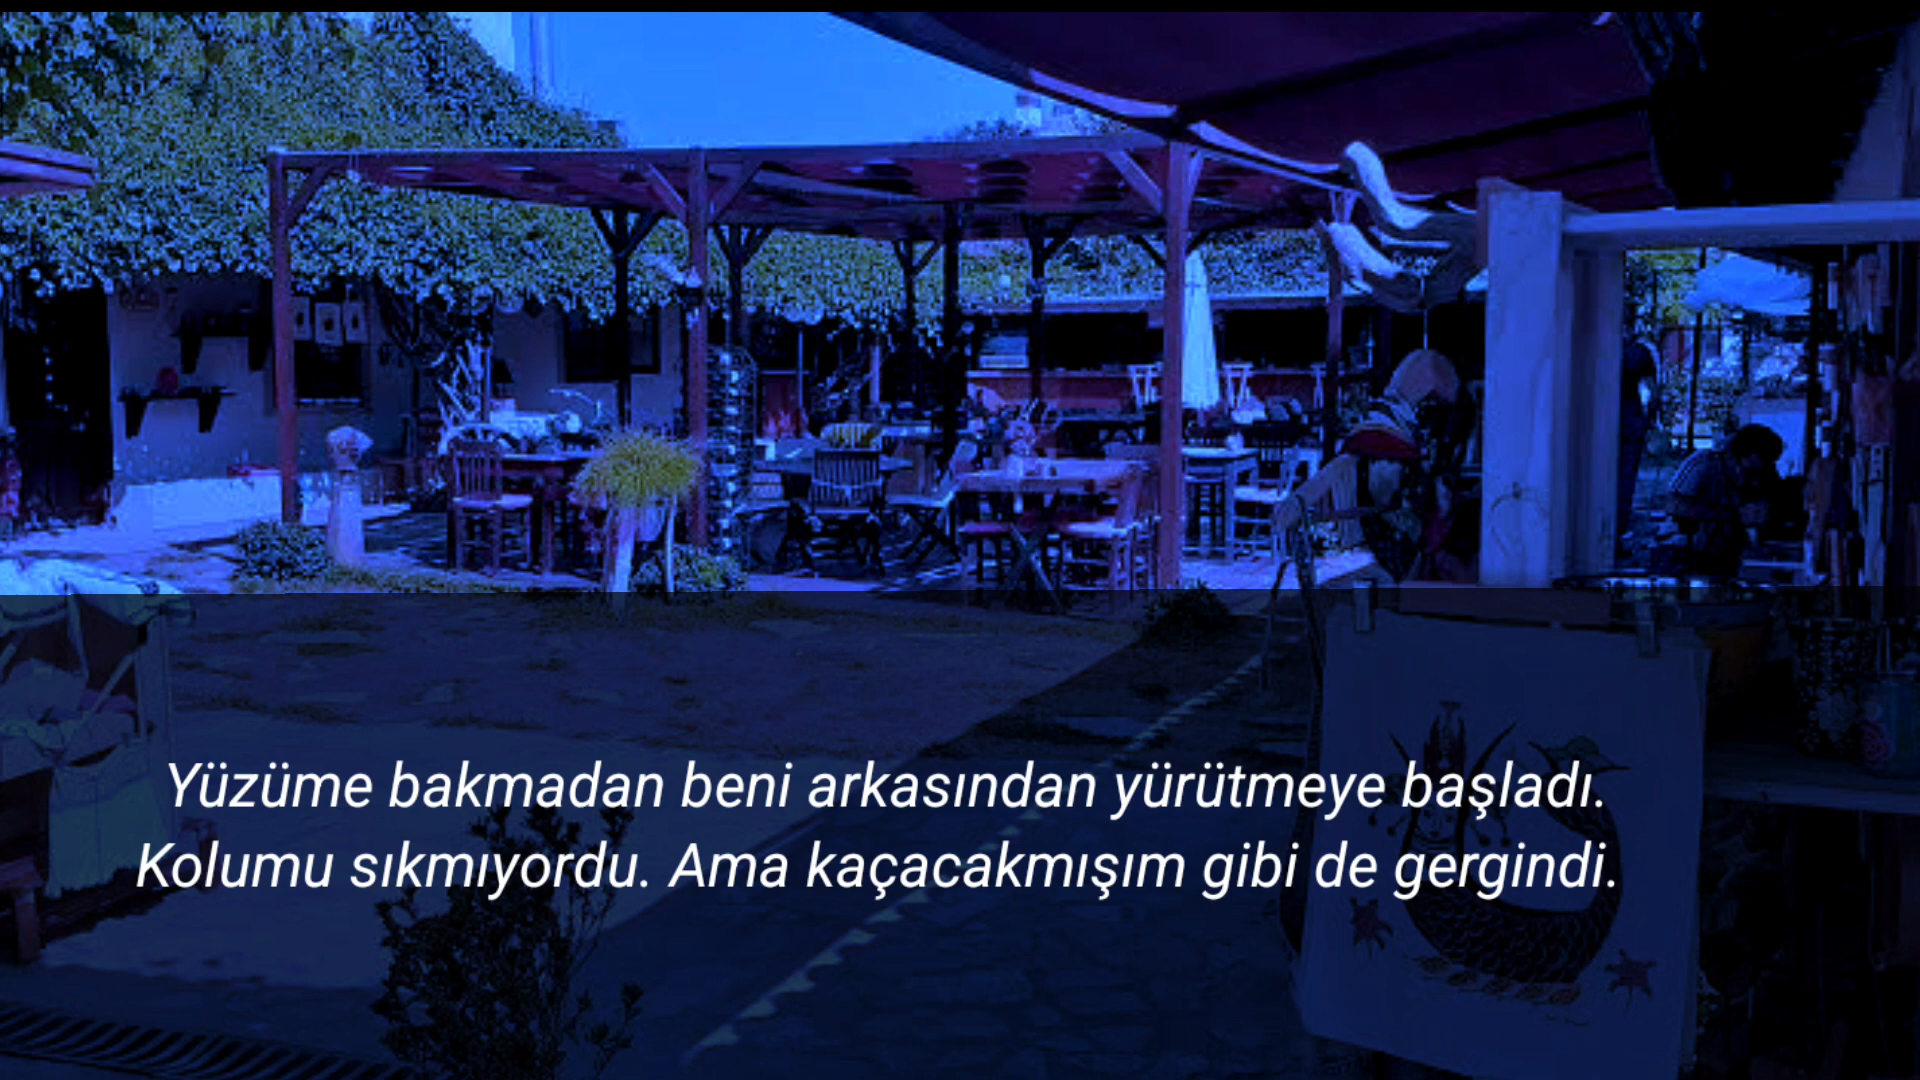 Yüzüme bakmadan beni arkasından yürütmeye başladı.
Kolumu sıkmıyordu. Ama kaçacakmışım gibi de gergindi.